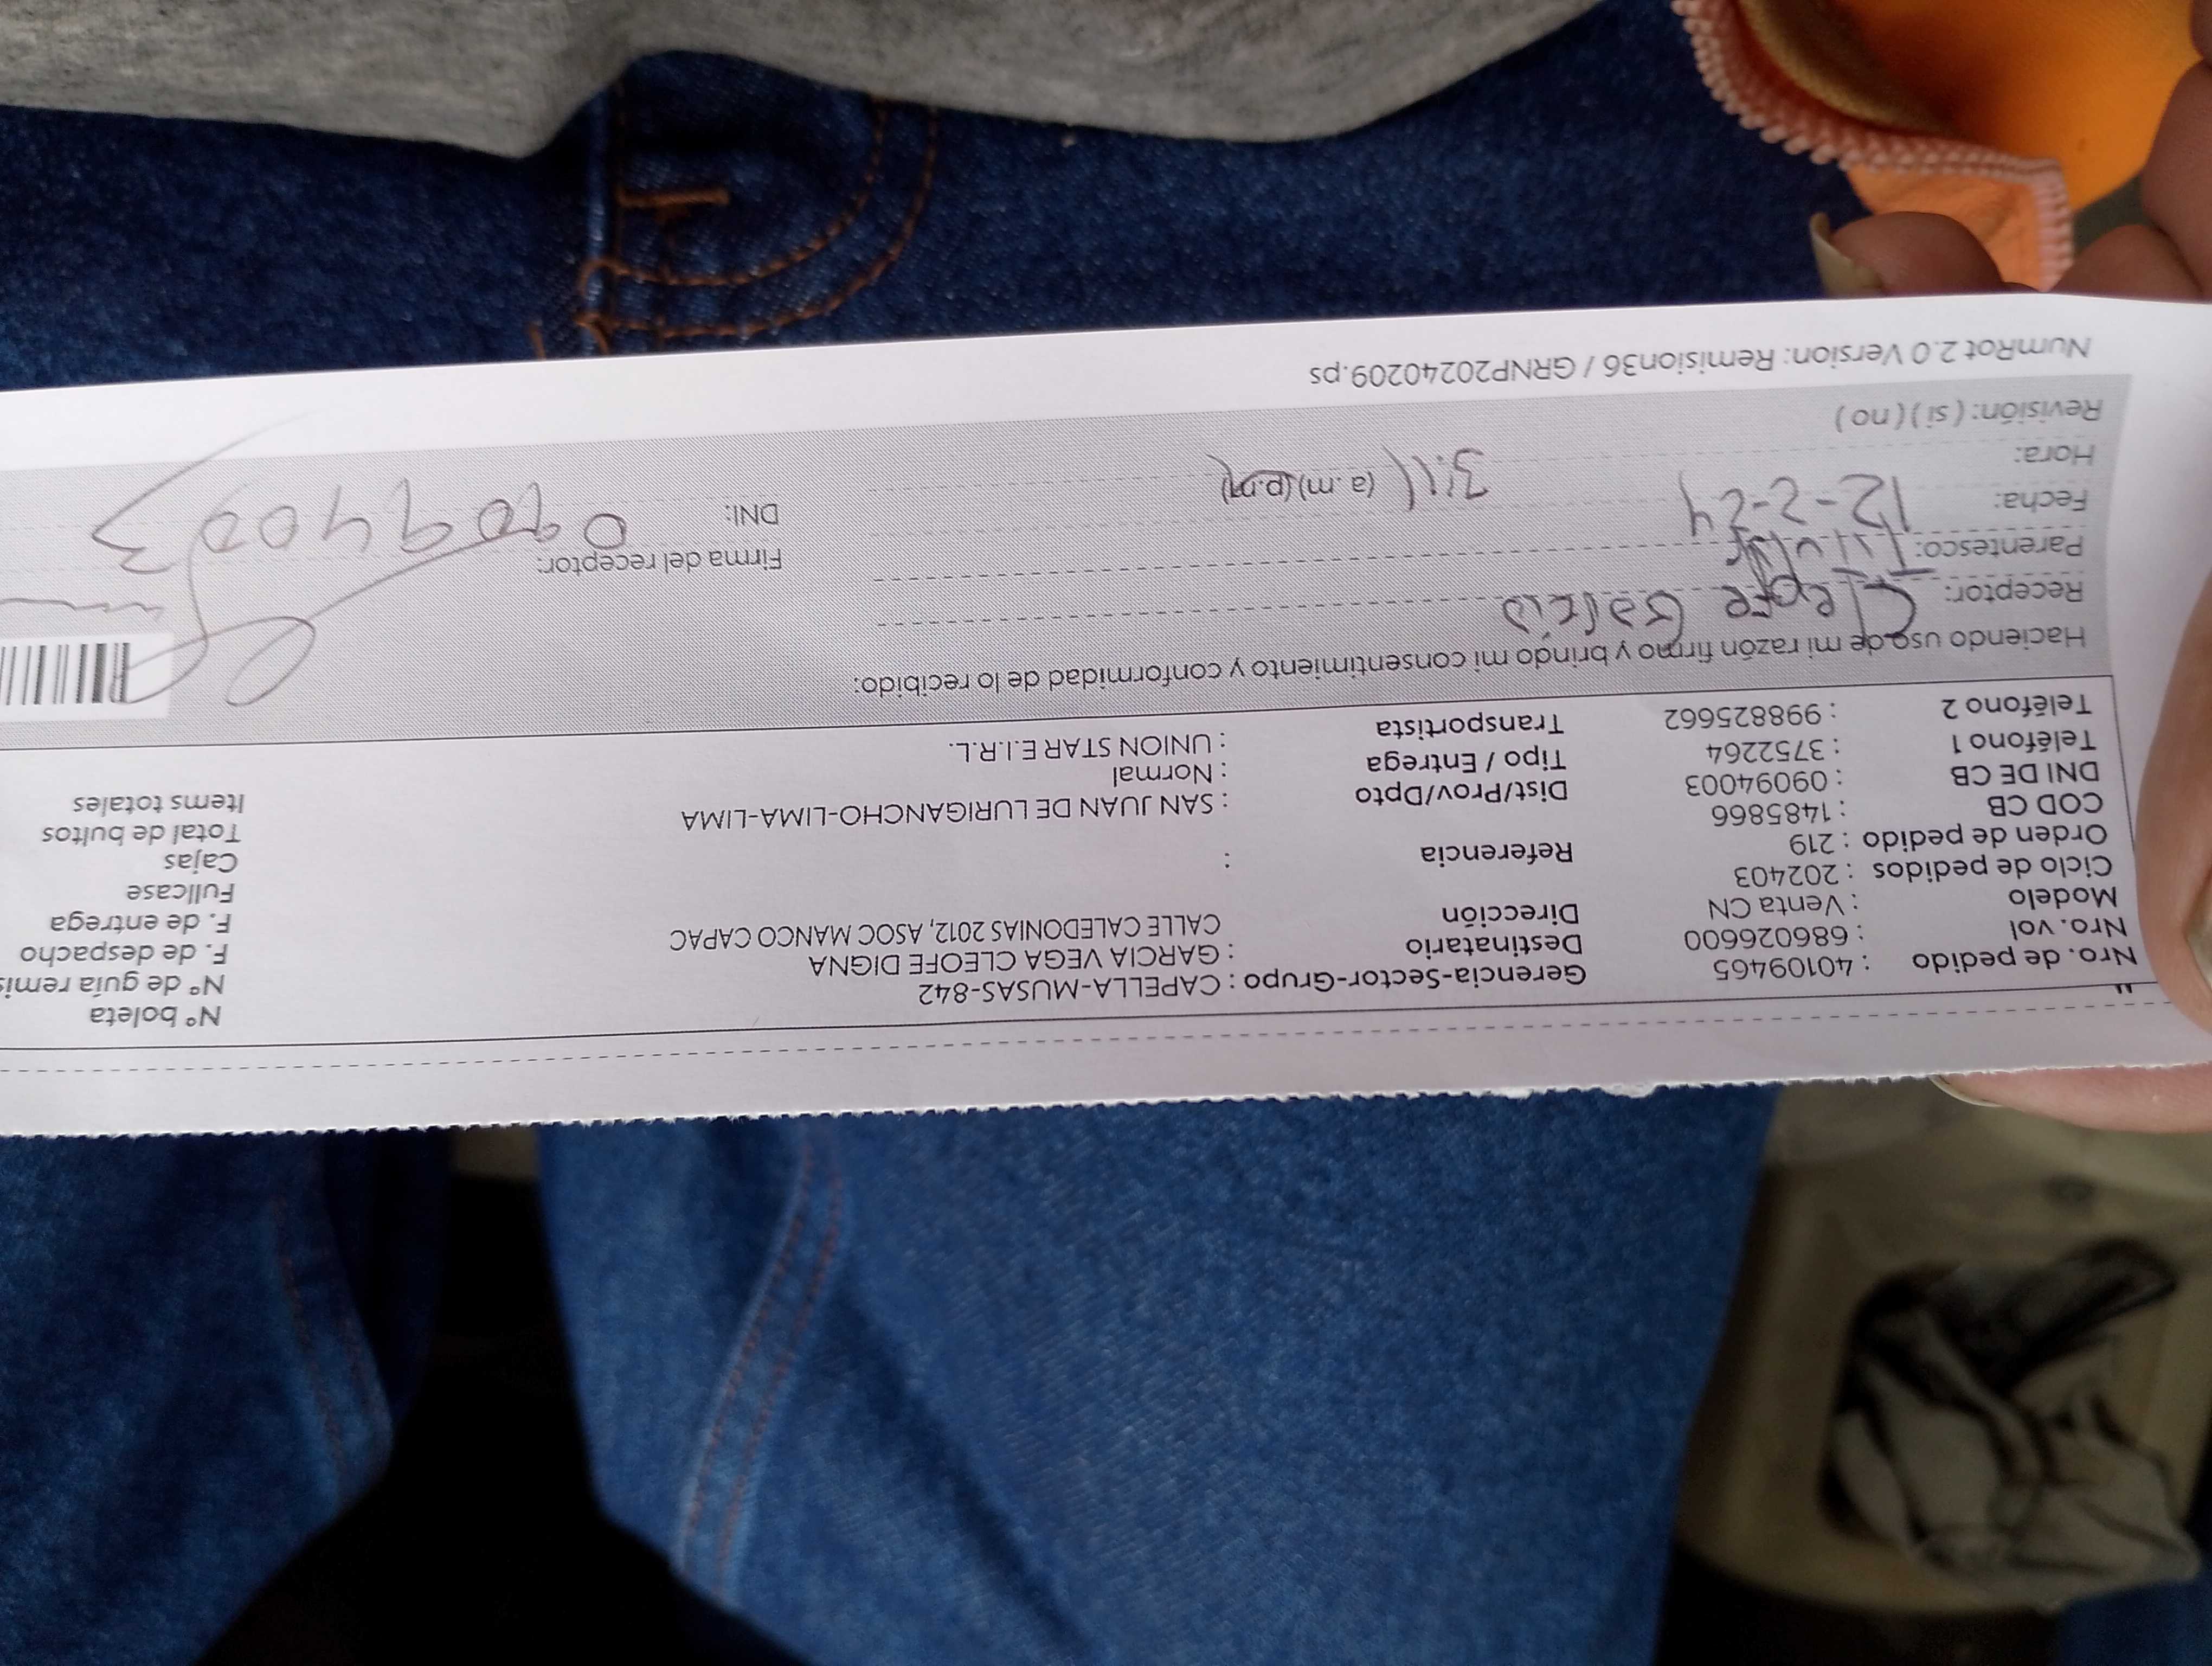 Nº boleta
Nro. de pedido : 40109465 Gerencia-Sector-Grupo : CAPELLA-MUSAS-842 Nº de guía
Nro. vol : 686026600 Destinatario : GARCIA VEGA CLEOFE DIGNA F. de despacho
Modelo : Venta CN Dirección CALLE CALEDONIAS 2012, ASOC MANCO CAPAC F. de entrega
Ciclo de pedidos : 202403 Fullcase
Orden de pedido : 219 Referencia : Cajas
COD CB : 1485866 Total de bultos
DNI DE CB : 09094003 Dist/Prov/Dpto : SAN JUAN DE LURIGANCHO-LIMA-LIMA Items totales
Teléfono 1 : 3752264 Tipo / Entrega : Normal
Teléfono 2 : 998825662 Transportista : UNION STAR E.I.R.L.
Haciendo uso de mi razón firmo y brindo mi consentimiento y conformidad de lo recibido:
Receptor: Cleofe Garcia
Parentesco: Titular Firma del receptor:
Fecha: 12-2-24 DNI: 09094003
Hora: 3:11 (a.m) (p.m)
Revisión: ( si ) ( no )
NumRot 2.0 Version: Remision36 / GRNP20240209.ps